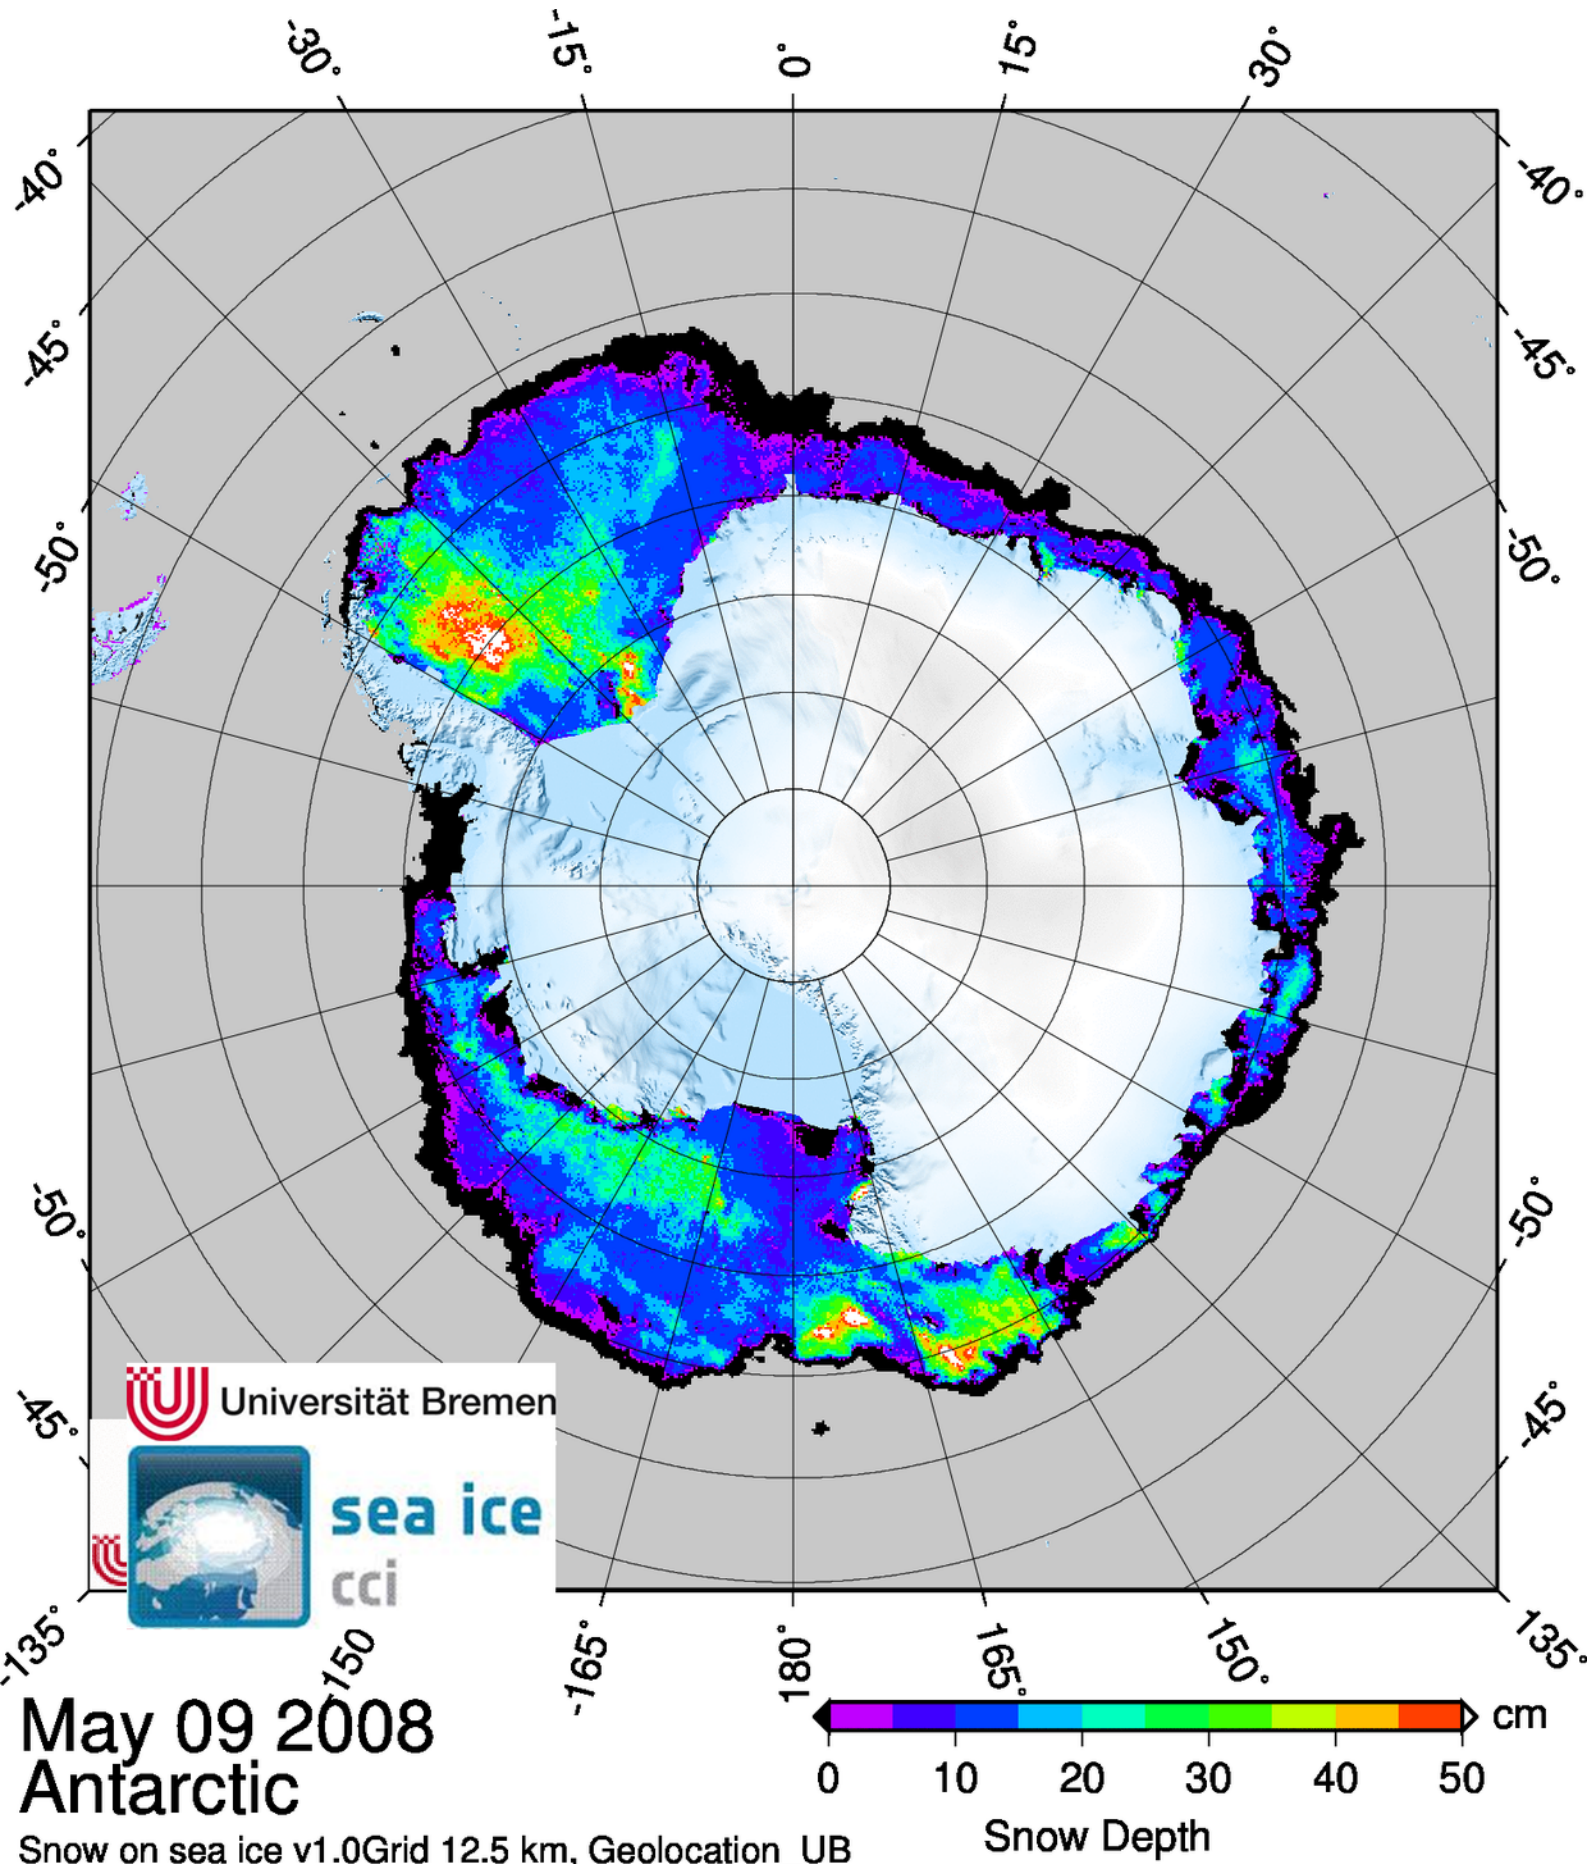 -30°
-15°
0°
15°
30°
-40°
-40°
-45°
-45°
-50°
-50°
-50°
-50°
-45°
-45°
Universität Bremen
sea ice
cci
-135°
-150
-165°
180°
165°
150°
135°
May 09 2008
Antarctic
Snow on sea ice v1.0Grid 12.5 km, Geolocation UB
cm
0 10 20 30 40 50
Snow Depth